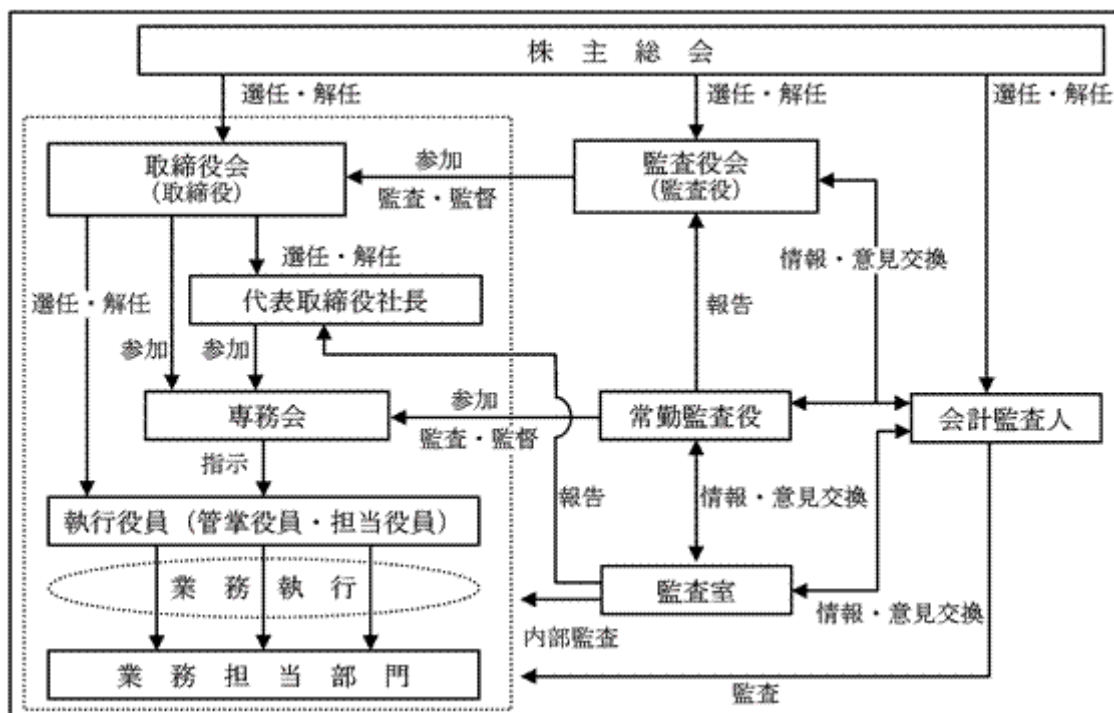 株主総会
選任・解任
選任・解任
選任・解任
取締役会
(取締役)
参加
監査・監督
監査役会
(監査役)
選任・解任
情報・意見交換
代表取締役社長
選任・解任
報告
参加
参加
専務会
参加
監査・監督
常勤監査役
会計監査人
指示
報告
情報・意見交換
執行役員（管掌役員・担当役員）
業務執行
監査室
情報・意見交換
内部監査
業務担当部門
監査